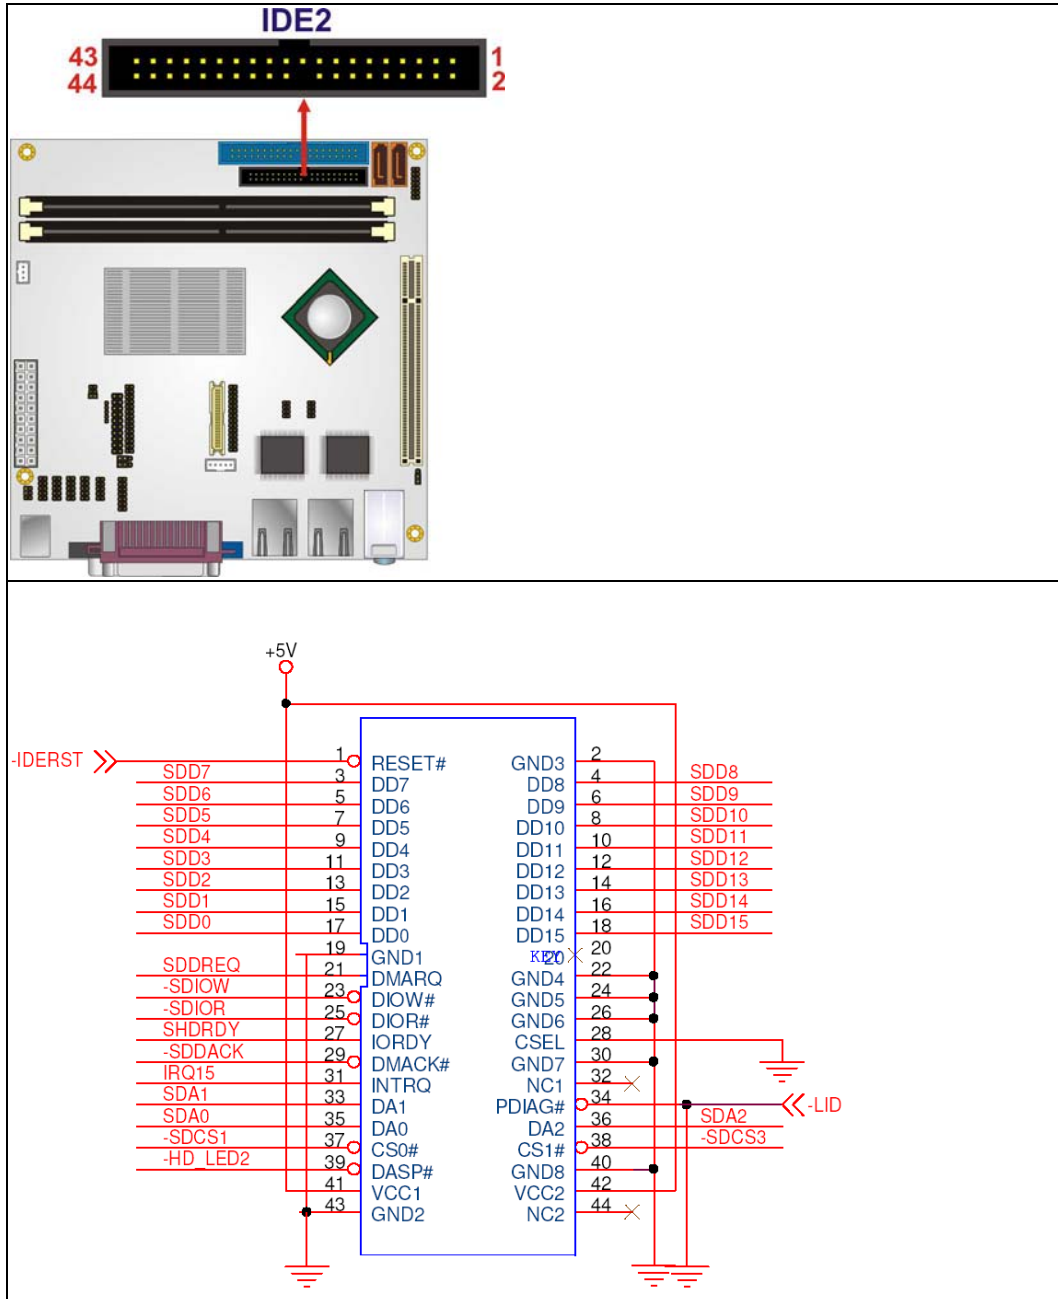 IDE2
43 1
44 2
+5V
-IDERST 1 RESET# GND3 2
SDD7 3 DD7 DD8 4 SDD8
SDD6 5 DD6 DD9 6 SDD9
SDD5 7 DD5 DD10 8 SDD10
SDD4 9 DD4 DD11 10 SDD11
SDD3 11 DD3 DD12 12 SDD12
SDD2 13 DD2 DD13 14 SDD13
SDD1 15 DD1 DD14 16 SDD14
SDD0 17 DD0 DD15 18 SDD15
19 GND1 KEY 20 20
SDDREQ 21 DMARQ GND4 22
-SDIOW 23 DIOW# GND5 24
-SDIOR 25 DIOR# GND6 26
SHDRDY 27 IORDY CSEL 28
-SDDACK 29 DMACK# GND7 30
IRQ15 31 INTRQ NC1 32
SDA1 33 DA1 PDIAG# 34 -LID
SDA0 35 DA0 DA2 36 SDA2
-SDCS1 37 CS0# CS1# 38 -SDCS3
-HD_LED2 39 DASP# GND8 40
41 VCC1 VCC2 42
43 GND2 NC2 44